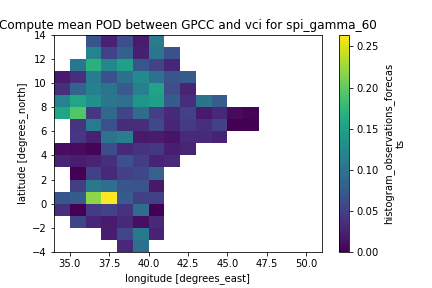 Compute mean POD between GPCC and vci for spi_gamma_60
14
12
10
8
6
4
2
0
−2
−4
latitude [degrees_north]
35.0 37.5 40.0 42.5 45.0 47.5 50.0
longitude [degrees_east]
0.25
0.20
0.15
0.10
0.05
0.00
histogram_observations_forecas
ts